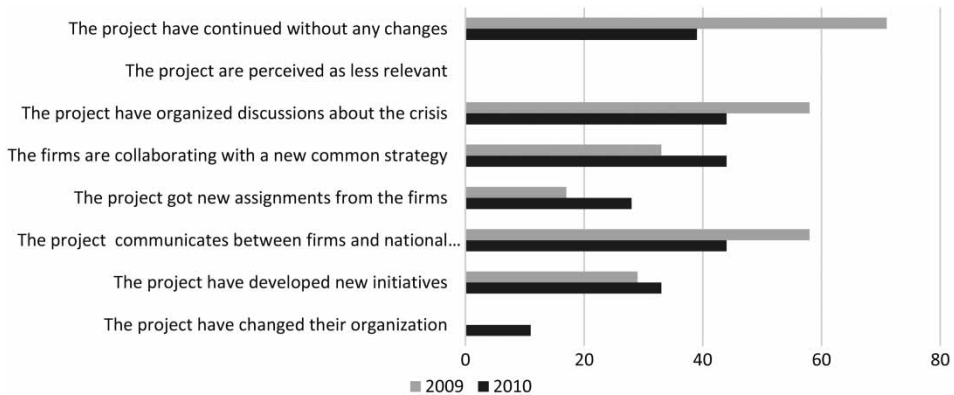 The project have continued without any changes
The project are perceived as less relevant
The project have organized discussions about the crisis
The firms are collaborating with a new common strategy
The project got new assignments from the firms
The project communicates between firms and national...
The project have developed new initiatives
The project have changed their organization
0 20 40 60 80
2009 2010